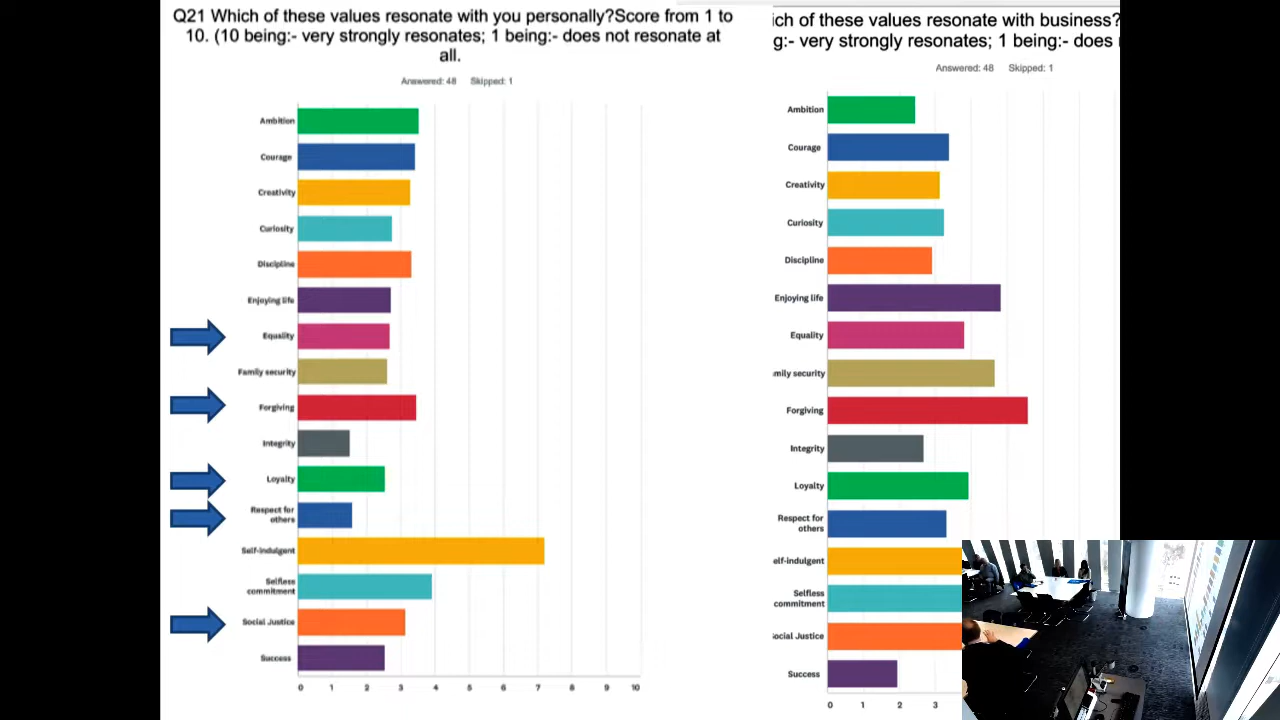 Q21 Which of these values resonate with you personally?Score from 1 to
10. (10 being:- very strongly resonates; 1 being:- does not resonate at
all.
Answered: 48 Skipped: 1
Ambition
Courage
Creativity
Curiosity
Discipline
Enjoying life
Equality
Family security
Forgiving
Integrity
Loyalty
Respect for
others
Self-indulgent
Selfless
commitment
Social Justice
Success
0 1 2 3 4 5 6 7 8 9 10
ich of these values resonate with business?
g:- very strongly resonates; 1 being:- does
Answered: 48 Skipped: 1
Ambition
Courage
Creativity
Curiosity
Discipline
Enjoying life
Equality
mily security
Forgiving
Integrity
Loyalty
Respect for
others
elf-indulgent
Selfless
commitment
ocial Justice
Success
0 1 2 3